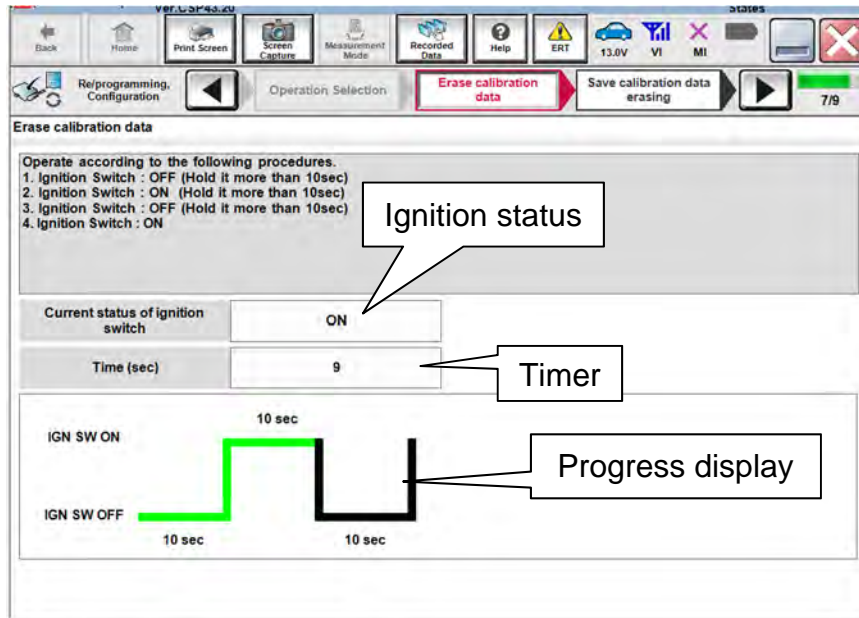 Ver.CSP43.20
States
Back
Home
Print Screen
Screen
Capture
Measurement
Mode
Recorded
Data
Help
ERT
13.0V
VI
MI
Re/programming,
Configuration
Operation Selection
Erase calibration
data
Save calibration data
erasing
7/9
Erase calibration data
Operate according to the following procedures.
1. Ignition Switch : OFF (Hold it more than 10sec)
2. Ignition Switch : ON (Hold it more than 10sec)
3. Ignition Switch : OFF (Hold it more than 10sec)
4. Ignition Switch : ON
Ignition status
Current status of ignition
switch
ON
Time (sec)
9
Timer
10 sec
IGN SW ON
Progress display
IGN SW OFF
10 sec
10 sec